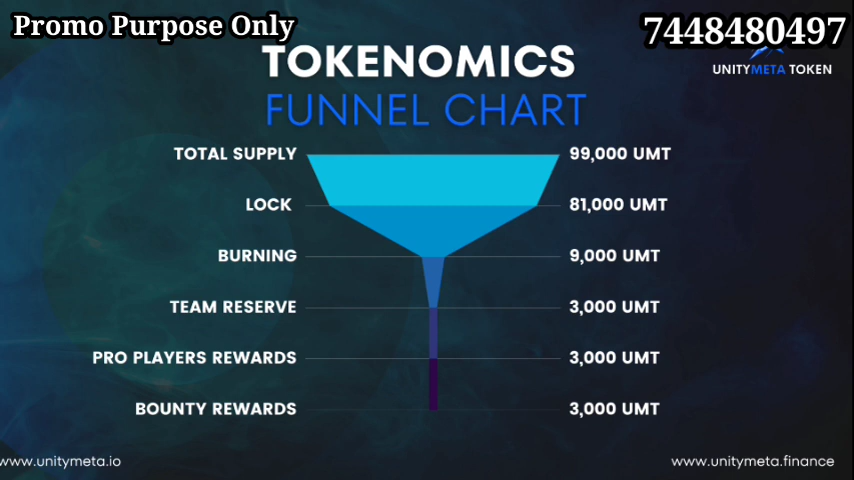 Promo Purpose Only
7448480497
UNITYMETA TOKEN
TOKENOMICS
FUNNEL CHART
TOTAL SUPPLY 99,000 UMT
LOCK 81,000 UMT
BURNING 9,000 UMT
TEAM RESERVE 3,000 UMT
PRO PLAYERS REWARDS 3,000 UMT
BOUNTY REWARDS 3,000 UMT
www.unitymeta.io www.unitymeta.finance